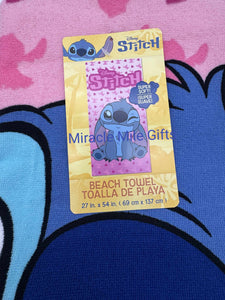 Disney
STiTCH
Disney
STiTCH
SUPER
SOFT!
¡SUPER
SUAVE!
Miracle Mile Gifts
BEACH TOWEL
TOALLA DE PLAYA
27 in. x 54 in. ( 69 cm x 137 cm )